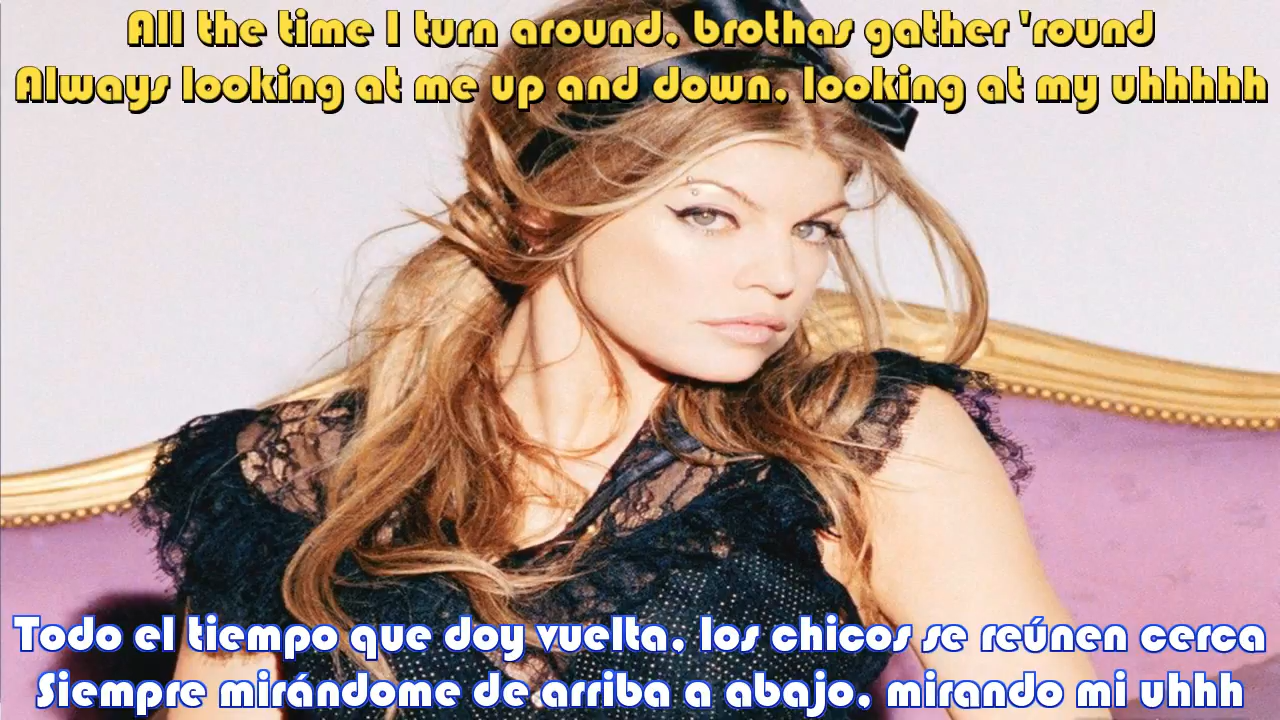 All the time I turn around, brothas gather 'round
Always looking at me up and down, looking at my uhhhhh
Todo el tiempo que doy vuelta, los chicos se reúnen cerca
Siempre mirándome de arriba a abajo, mirando mi uhhh